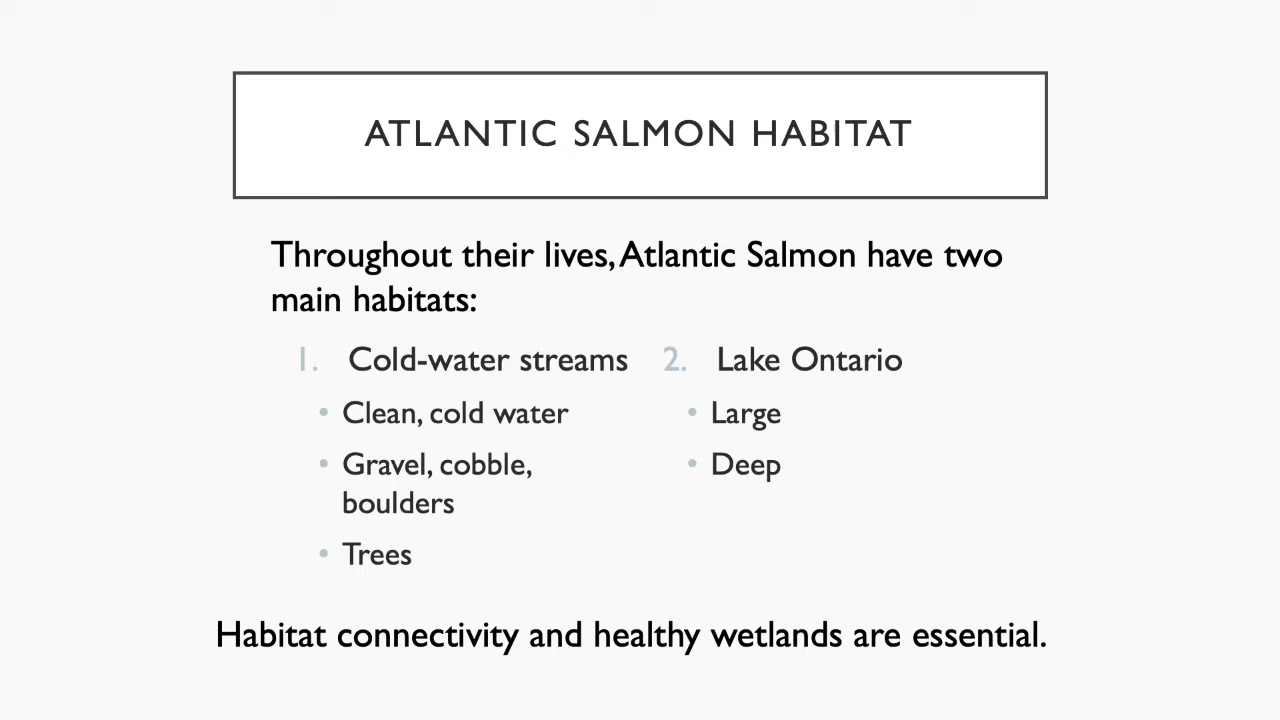 ATLANTIC SALMON HABITAT
Throughout their lives, Atlantic Salmon have two
main habitats:
1. Cold-water streams
• Clean, cold water
• Gravel, cobble,
boulders
• Trees
2. Lake Ontario
• Large
• Deep
Habitat connectivity and healthy wetlands are essential.